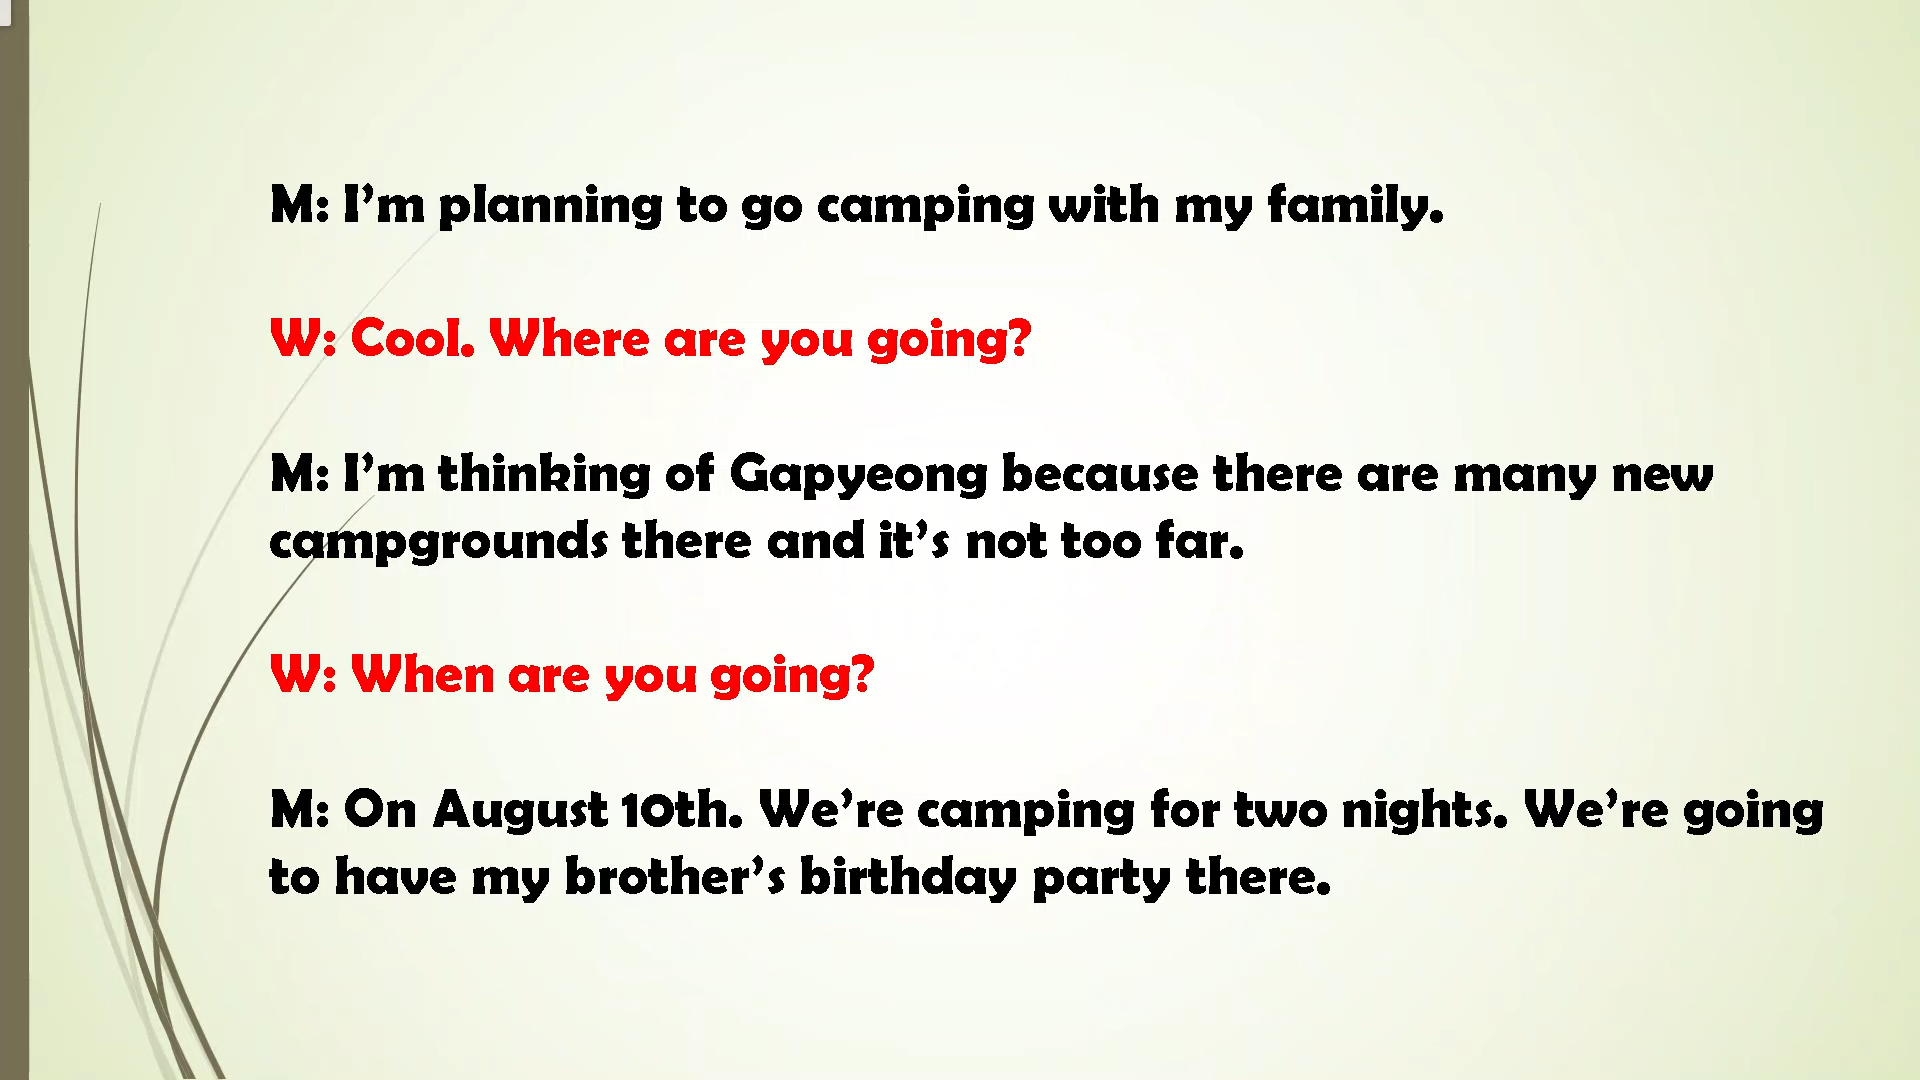 M: I’m planning to go camping with my family.
W: Cool. Where are you going?
M: I’m thinking of Gapyeong because there are many new
campgrounds there and it’s not too far.
W: When are you going?
M: On August 10th. We’re camping for two nights. We’re going
to have my brother’s birthday party there.